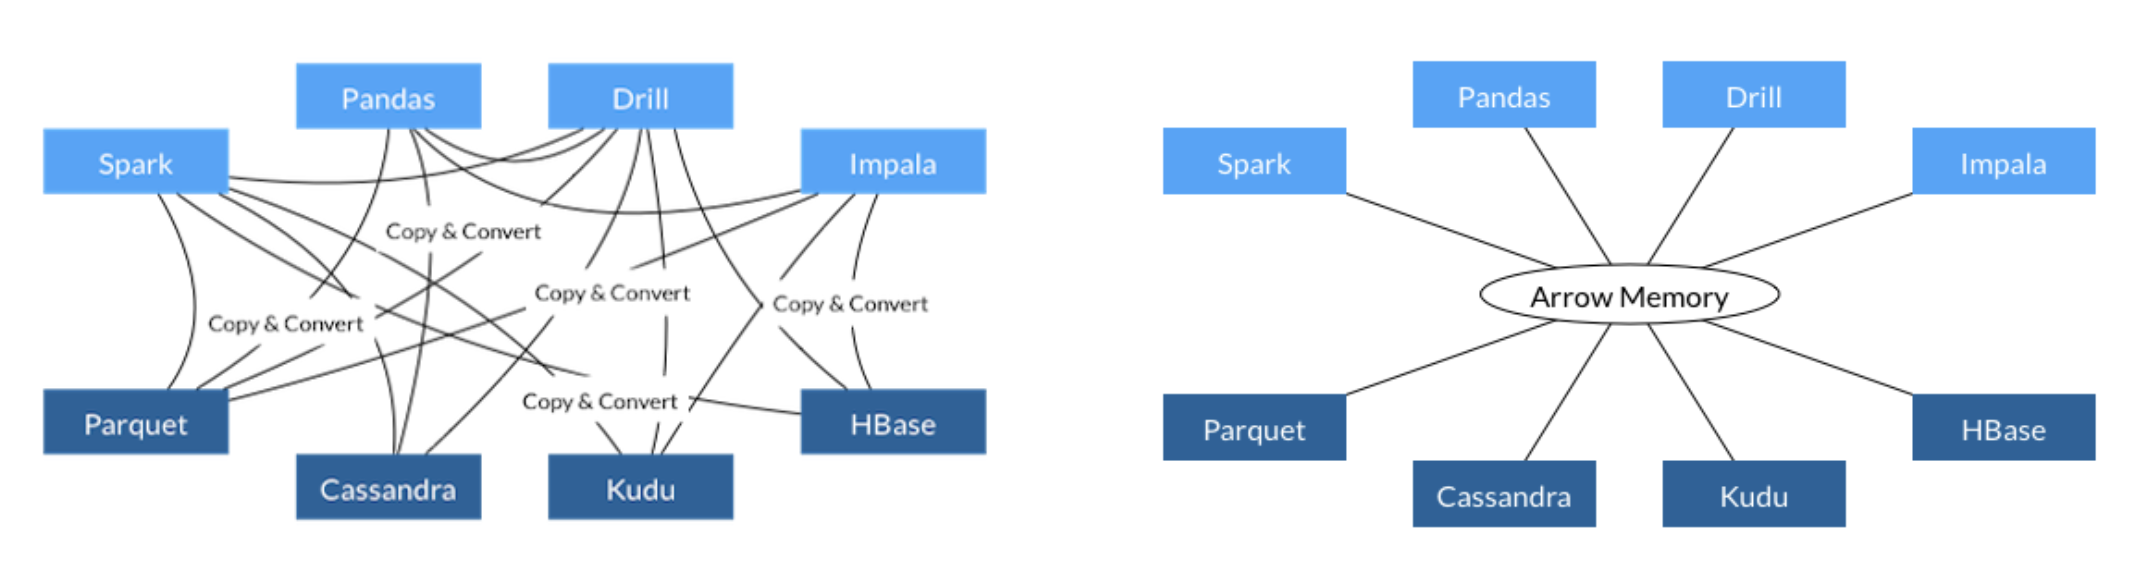 Pandas
Drill
Spark
Impala
Copy & Convert
Copy & Convert
Copy & Convert
Copy & Convert
Copy & Convert
Parquet
HBase
Cassandra
Kudu
Pandas
Drill
Spark
Impala
Arrow Memory
Parquet
HBase
Cassandra
Kudu